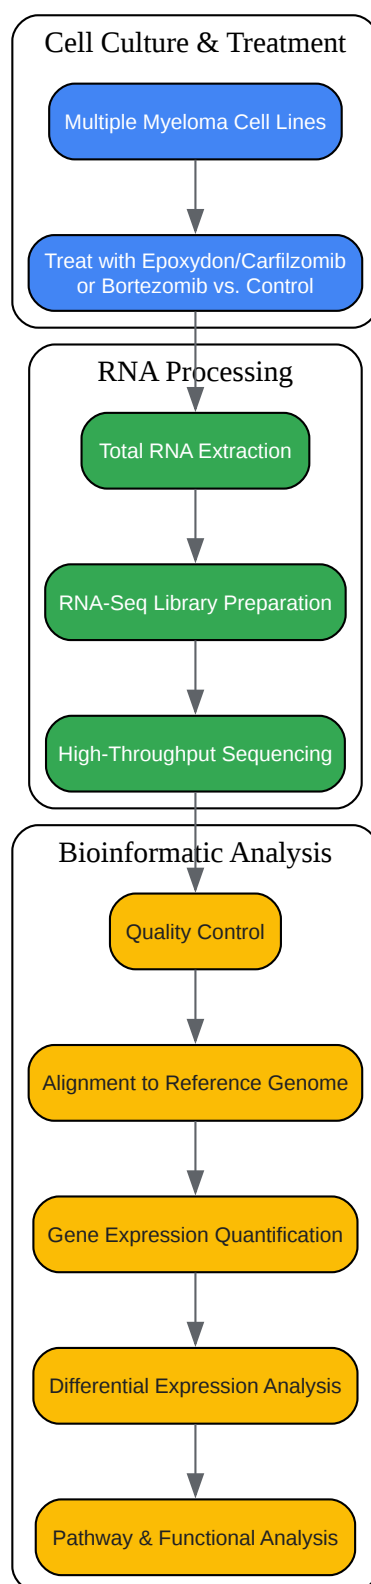 Cell Culture & Treatment
Multiple Myeloma Cell Lines
Treat with Epoxydon/Carfilzomib
or Bortezomib vs. Control
RNA Processing
Total RNA Extraction
RNA-Seq Library Preparation
High-Throughput Sequencing
Bioinformatic Analysis
Quality Control
Alignment to Reference Genome
Gene Expression Quantification
Differential Expression Analysis
Pathway & Functional Analysis